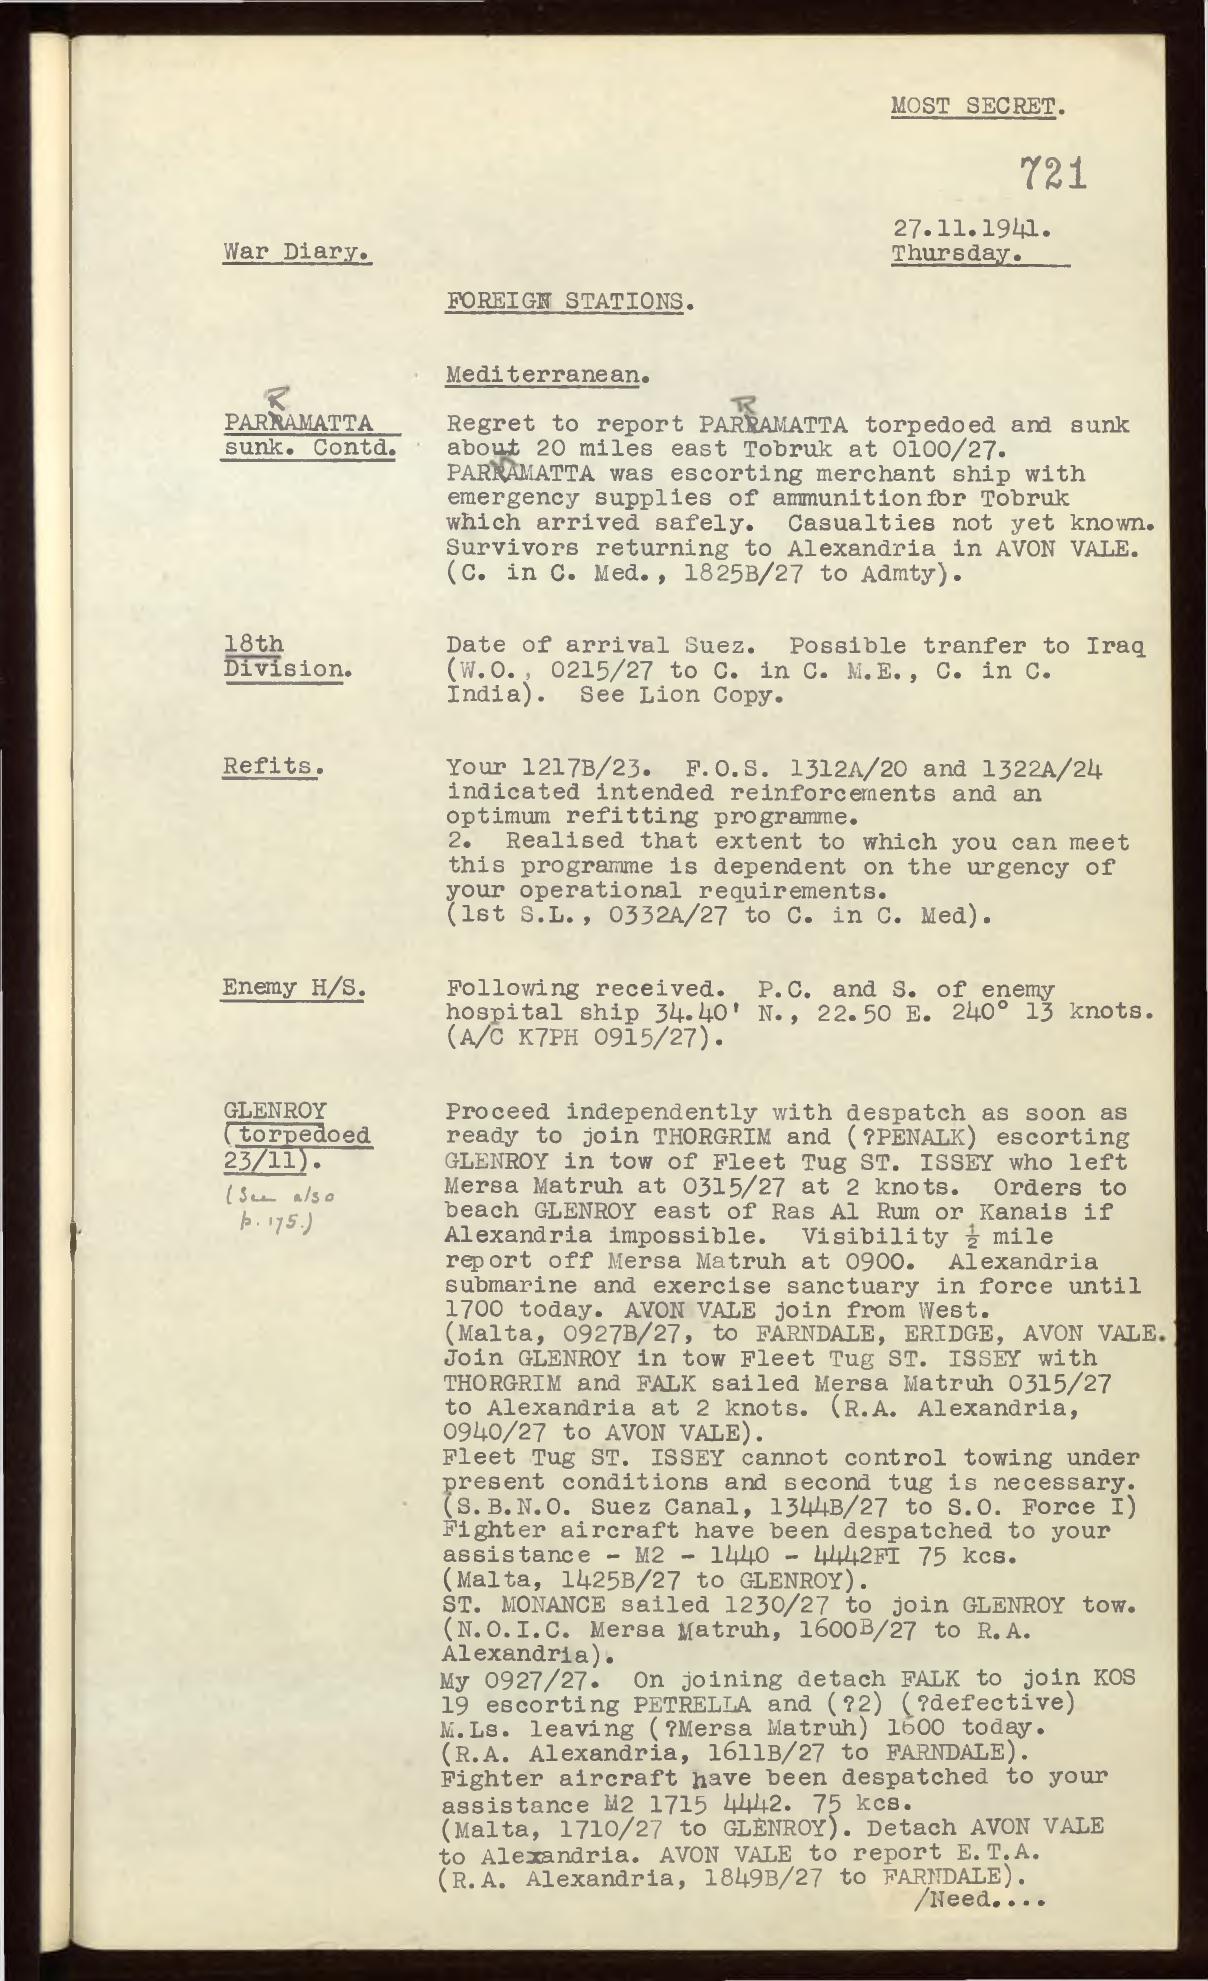 MOST SECRET.
721
27.11.1941.
War Diary.
Thursday.
FOREIGN STATIONS.
Mediterranean.
PARRAMATTA
sunk. Contd.
Regret to report PARRAMATTA torpedoed and sunk
about 20 miles east Tobruk at 0100/27.
PARRAMATTA was escorting merchant ship with
emergency supplies of ammunition for Tobruk
which arrived safely. Casualties not yet known.
Survivors returning to Alexandria in AVON VALE.
(C. in C. Med., 1825B/27 to Admty).
18th
Division.
Date of arrival Suez. Possible tranfer to Iraq
(W.O., 0215/27 to C. in C. M.E., C. in C.
India). See Lion Copy.
Refits.
Your 1217B/23. F.O.S. 1312A/20 and 1322A/24
indicated intended reinforcements and an
optimum refitting programme.
2. Realised that extent to which you can meet
this programme is dependent on the urgency of
your operational requirements.
(1st S.L., 0332A/27 to C. in C. Med).
Enemy H/S.
Following received. P.C. and S. of enemy
hospital ship 34.40' N., 22.50 E. 240° 13 knots.
(A/C K7PH 0915/27).
GLENROY
(torpedoed
23/11).
(See also
p. 175.)
Proceed independently with despatch as soon as
ready to join THORGRIM and (?PENALK) escorting
GLENROY in tow of Fleet Tug ST. ISSEY who left
Mersa Matruh at 0315/27 at 2 knots. Orders to
beach GLENROY east of Ras Al Rum or Kanais if
Alexandria impossible. Visibility ½ mile
report off Mersa Matruh at 0900. Alexandria
submarine and exercise sanctuary in force until
1700 today. AVON VALE join from West.
(Malta, 0927B/27, to FARNDALE, ERIDGE, AVON VALE.
Join GLENROY in tow Fleet Tug ST. ISSEY with
THORGRIM and FALK sailed Mersa Matruh 0315/27
to Alexandria at 2 knots. (R.A. Alexandria,
0940/27 to AVON VALE).
Fleet Tug ST. ISSEY cannot control towing under
present conditions and second tug is necessary.
(S.B.N.O. Suez Canal, 1344B/27 to S.O. Force I)
Fighter aircraft have been despatched to your
assistance - M2 - 1440 - 4442FI 75 kcs.
(Malta, 1425B/27 to GLENROY).
ST. MONANCE sailed 1230/27 to join GLENROY tow.
(N.O.I.C. Mersa Matruh, 1600B/27 to R.A.
Alexandria).
My 0927/27. On joining detach FALK to join KOS
19 escorting PETRELLA and (?2) (?defective)
M.Ls. leaving (?Mersa Matruh) 1600 today.
(R.A. Alexandria, 1611B/27 to FARNDALE).
Fighter aircraft have been despatched to your
assistance M2 1715 4442. 75 kcs.
(Malta, 1710/27 to GLENROY). Detach AVON VALE
to Alexandria. AVON VALE to report E.T.A.
(R.A. Alexandria, 1849B/27 to FARNDALE).
/Need....